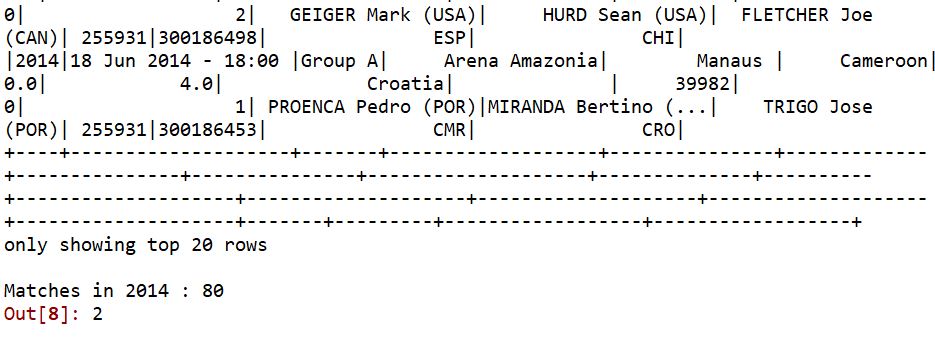 0|                   2|  GEIGER Mark (USA)|     HURD Sean (USA)|  FLETCHER Joe
(CAN)| 255931|300186498|               ESP|               CHI|
|2014|18 Jun 2014 - 18:00 |Group A|     Arena Amazonia|        Manaus |     Cameroon|
0.0|            4.0|             Croatia|              |     39982|
0|                   1| PROENCA Pedro (POR)|MIRANDA Bertino (...|    TRIGO Jose
(POR)| 255931|300186453|               CMR|               CRO|
+----+--------------------+-------+-------------------+---------------+-------------
+---------------+---------------+--------------------+--------------+----------
+--------------------+--------------------+--------------------+--------------------
+--------------------+-------+---------+------------------+------------------+
only showing top 20 rows
Matches in 2014 : 80
Out[8]: 2